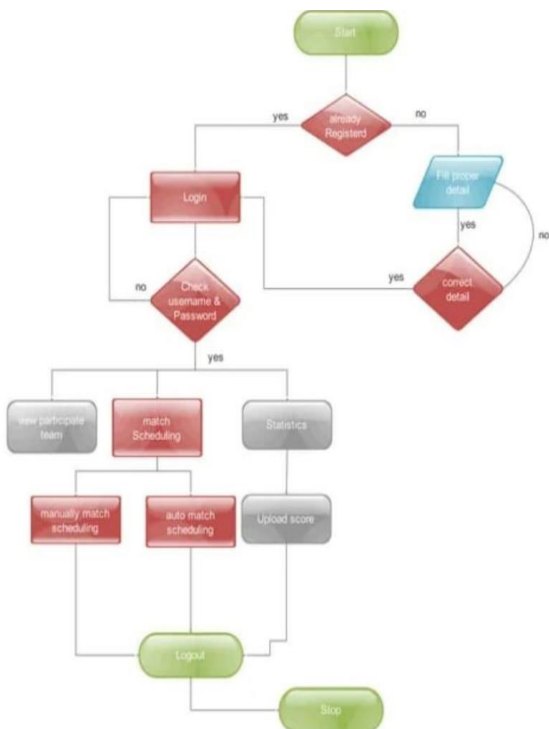 Start
yes
already
Registerd
no
Fill proper
detail
Login
yes
no
no
Check
username &
Password
yes
correct
detail
yes
view participate
team
match
Scheduling
Statistics
manually match
scheduling
auto match
scheduling
Upload score
Logout
Stop